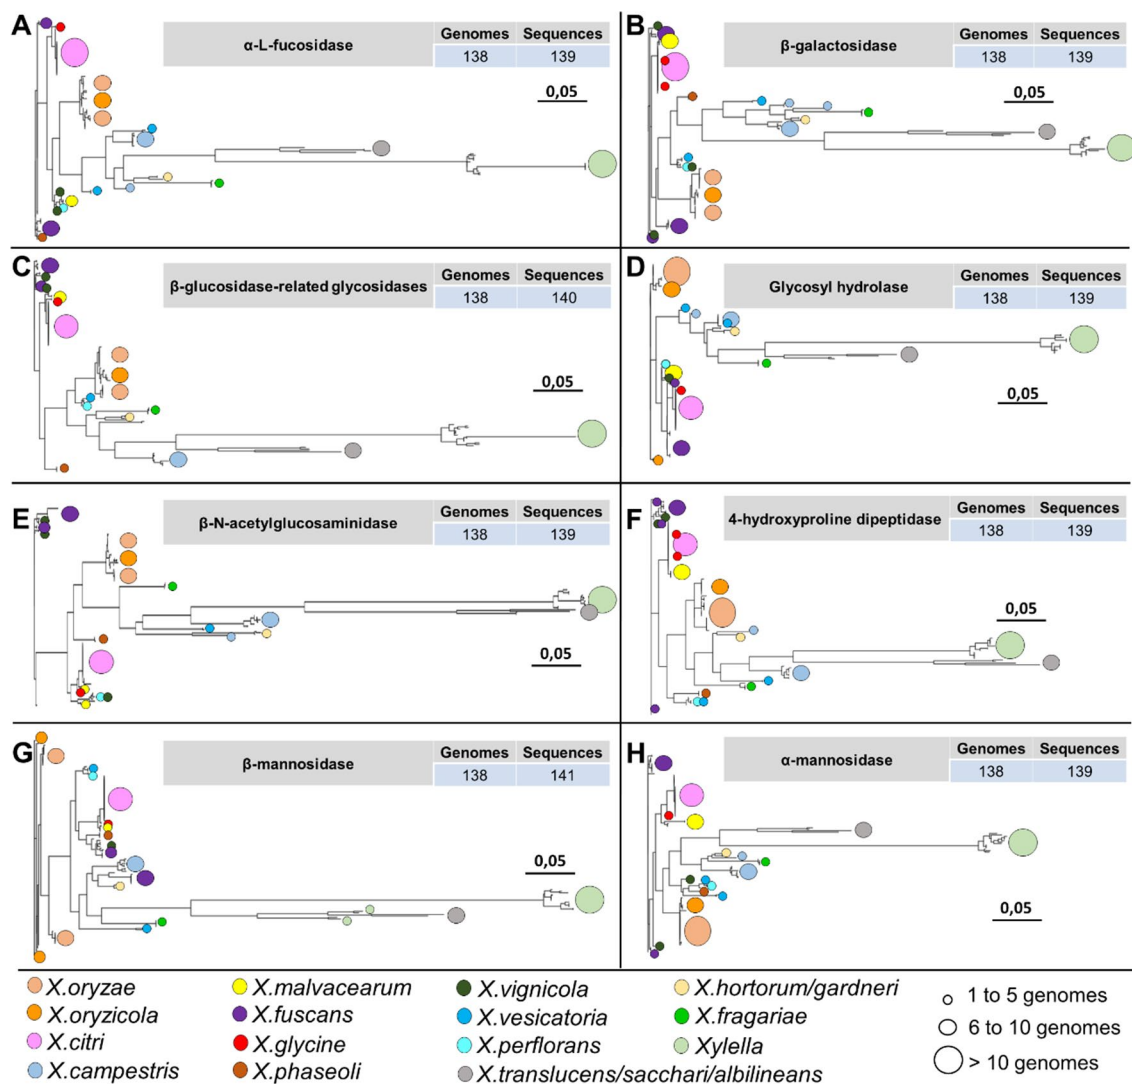 A
α-L-fucosidase
Genomes Sequences
138 139
0,05
B
β-galactosidase
Genomes Sequences
138 139
0,05
C
β-glucosidase-related glycosidases
Genomes Sequences
138 140
0,05
D
Glycosyl hydrolase
Genomes Sequences
138 139
0,05
E
β-N-acetylglucosaminidase
Genomes Sequences
138 139
0,05
F
4-hydroxyproline dipeptidase
Genomes Sequences
138 139
0,05
G
β-mannosidase
Genomes Sequences
138 141
0,05
H
α-mannosidase
Genomes Sequences
138 139
0,05
X.oryzae
X.oryzicola
X.citri
X.campestris
X.malvacearum
X.fuscans
X.glycine
X.phaseoli
X.vignicola
X.vesicatoria
X.perflorans
X.translucens/sacchari/albilineans
X.hortorum/gardneri
X.fragariae
Xylella
1 to 5 genomes
6 to 10 genomes
> 10 genomes